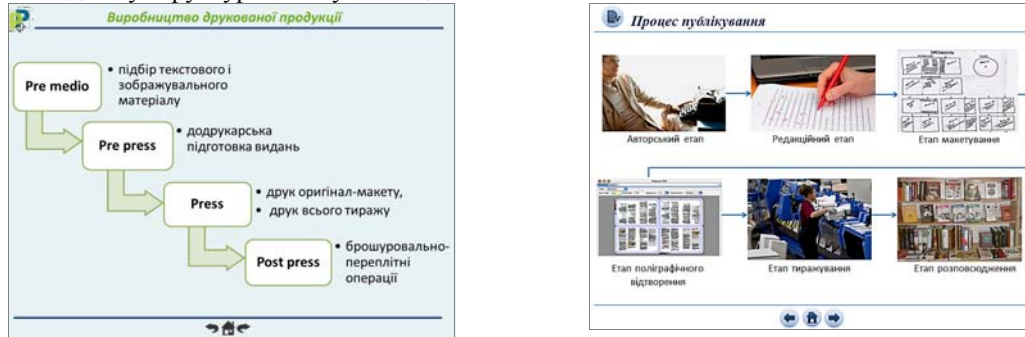 Виробництво друкованої продукції
Pre medio
• підбір текстового і
зображувального
матеріалу
Pre press
• додрукарська
підготовка видань
Press
• друк оригінал-макету,
• друк всього тиражу
Post press
• брошурувально-
переплітні
операції
Процес публікування
Авторський етап
Редакційний етап
Етап макетування
Етап поліграфічного
відтворення
Етап тиражування
Етап розповсюдження